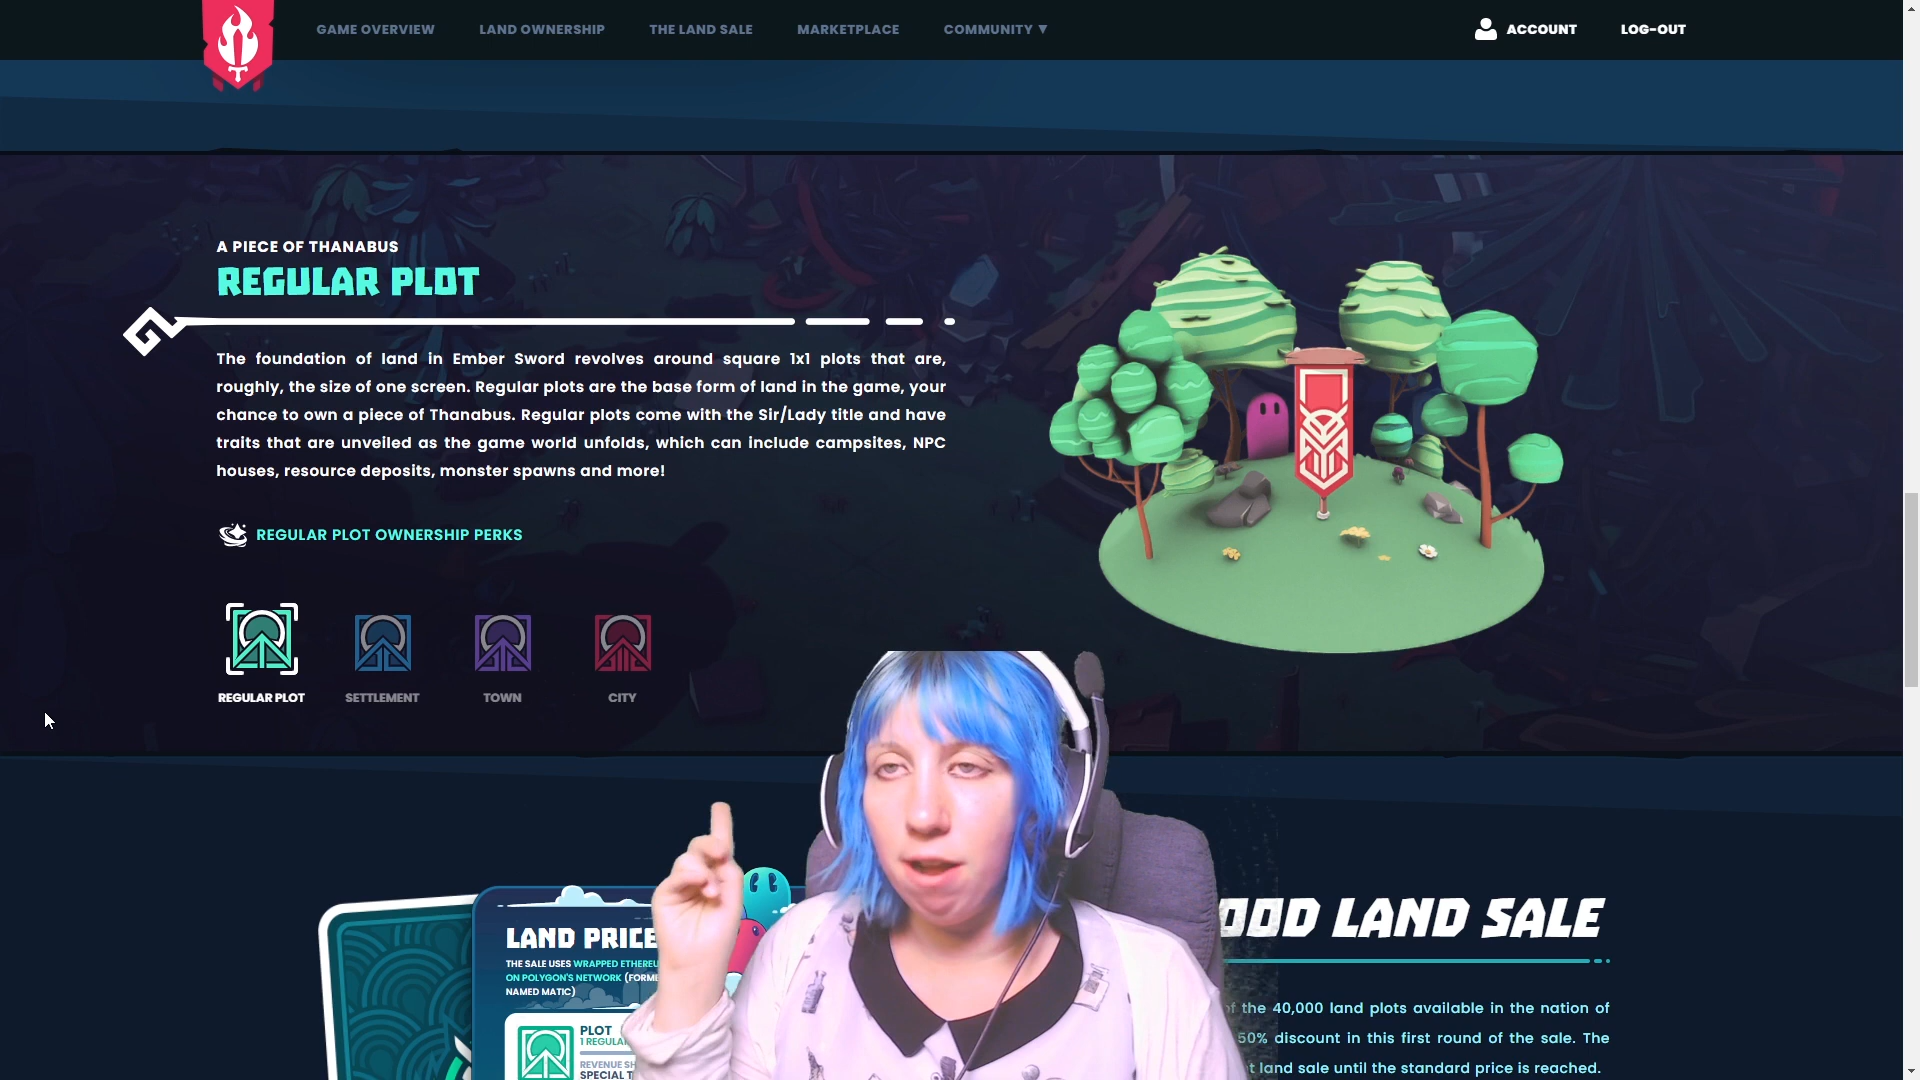 GAME OVERVIEW
LAND OWNERSHIP
THE LAND SALE
MARKETPLACE
COMMUNITY ▼
ACCOUNT
LOG-OUT
A PIECE OF THANABUS
REGULAR PLOT
The foundation of land in Ember Sword revolves around square 1x1 plots that are,
roughly, the size of one screen. Regular plots are the base form of land in the game, your
chance to own a piece of Thanabus. Regular plots come with the Sir/Lady title and have
traits that are unveiled as the game world unfolds, which can include campsites, NPC
houses, resource deposits, monster spawns and more!
REGULAR PLOT OWNERSHIP PERKS
REGULAR PLOT
SETTLEMENT
TOWN
CITY
LAND PRICE
THE SALE USES WRAPPED
ON POLYGON'S NETWORK
NAMED MATIC)
PLOT
1
REVENUE
SPECIAL
LAND SALE
the 40,000 land plots available in the nation of
50% discount in this first round of the sale. The
land sale until the standard price is reached.